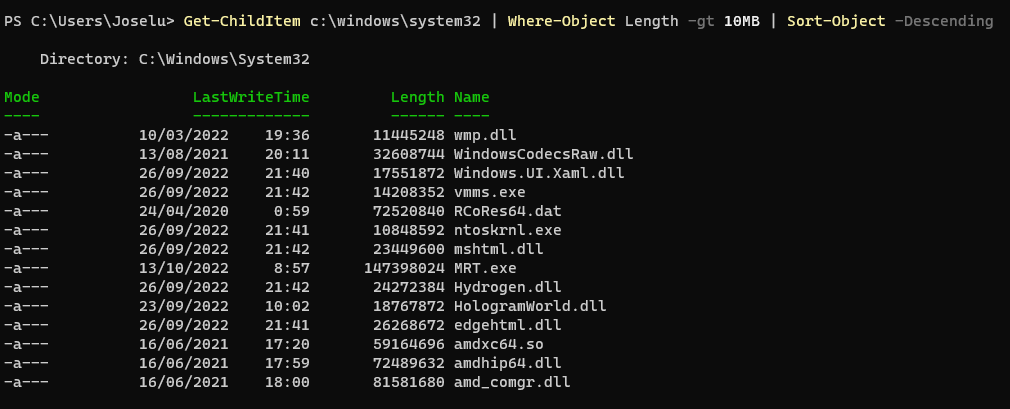 PS C:\Users\Joselu> Get-ChildItem c:\windows\system32 | Where-Object Length -gt 10MB | Sort-Object -Descending
Directory: C:\Windows\System32
Mode LastWriteTime Length Name
---- ------------- ------ ----
-a--- 10/03/2022 19:36 11445248 wmp.dll
-a--- 13/08/2021 20:11 32608744 WindowsCodecsRaw.dll
-a--- 26/09/2022 21:40 17551872 Windows.UI.Xaml.dll
-a--- 26/09/2022 21:42 14208352 vmms.exe
-a--- 24/04/2020 0:59 72520840 RCoRes64.dat
-a--- 26/09/2022 21:41 10848592 ntoskrnl.exe
-a--- 26/09/2022 21:42 23449600 mshtml.dll
-a--- 13/10/2022 8:57 147398024 MRT.exe
-a--- 26/09/2022 21:42 24272384 Hydrogen.dll
-a--- 23/09/2022 10:02 18767872 HologramWorld.dll
-a--- 26/09/2022 21:41 26268672 edgehtml.dll
-a--- 16/06/2021 17:20 59164696 amdxc64.so
-a--- 16/06/2021 17:59 72489632 amdhip64.dll
-a--- 16/06/2021 18:00 81581680 amd_comgr.dll